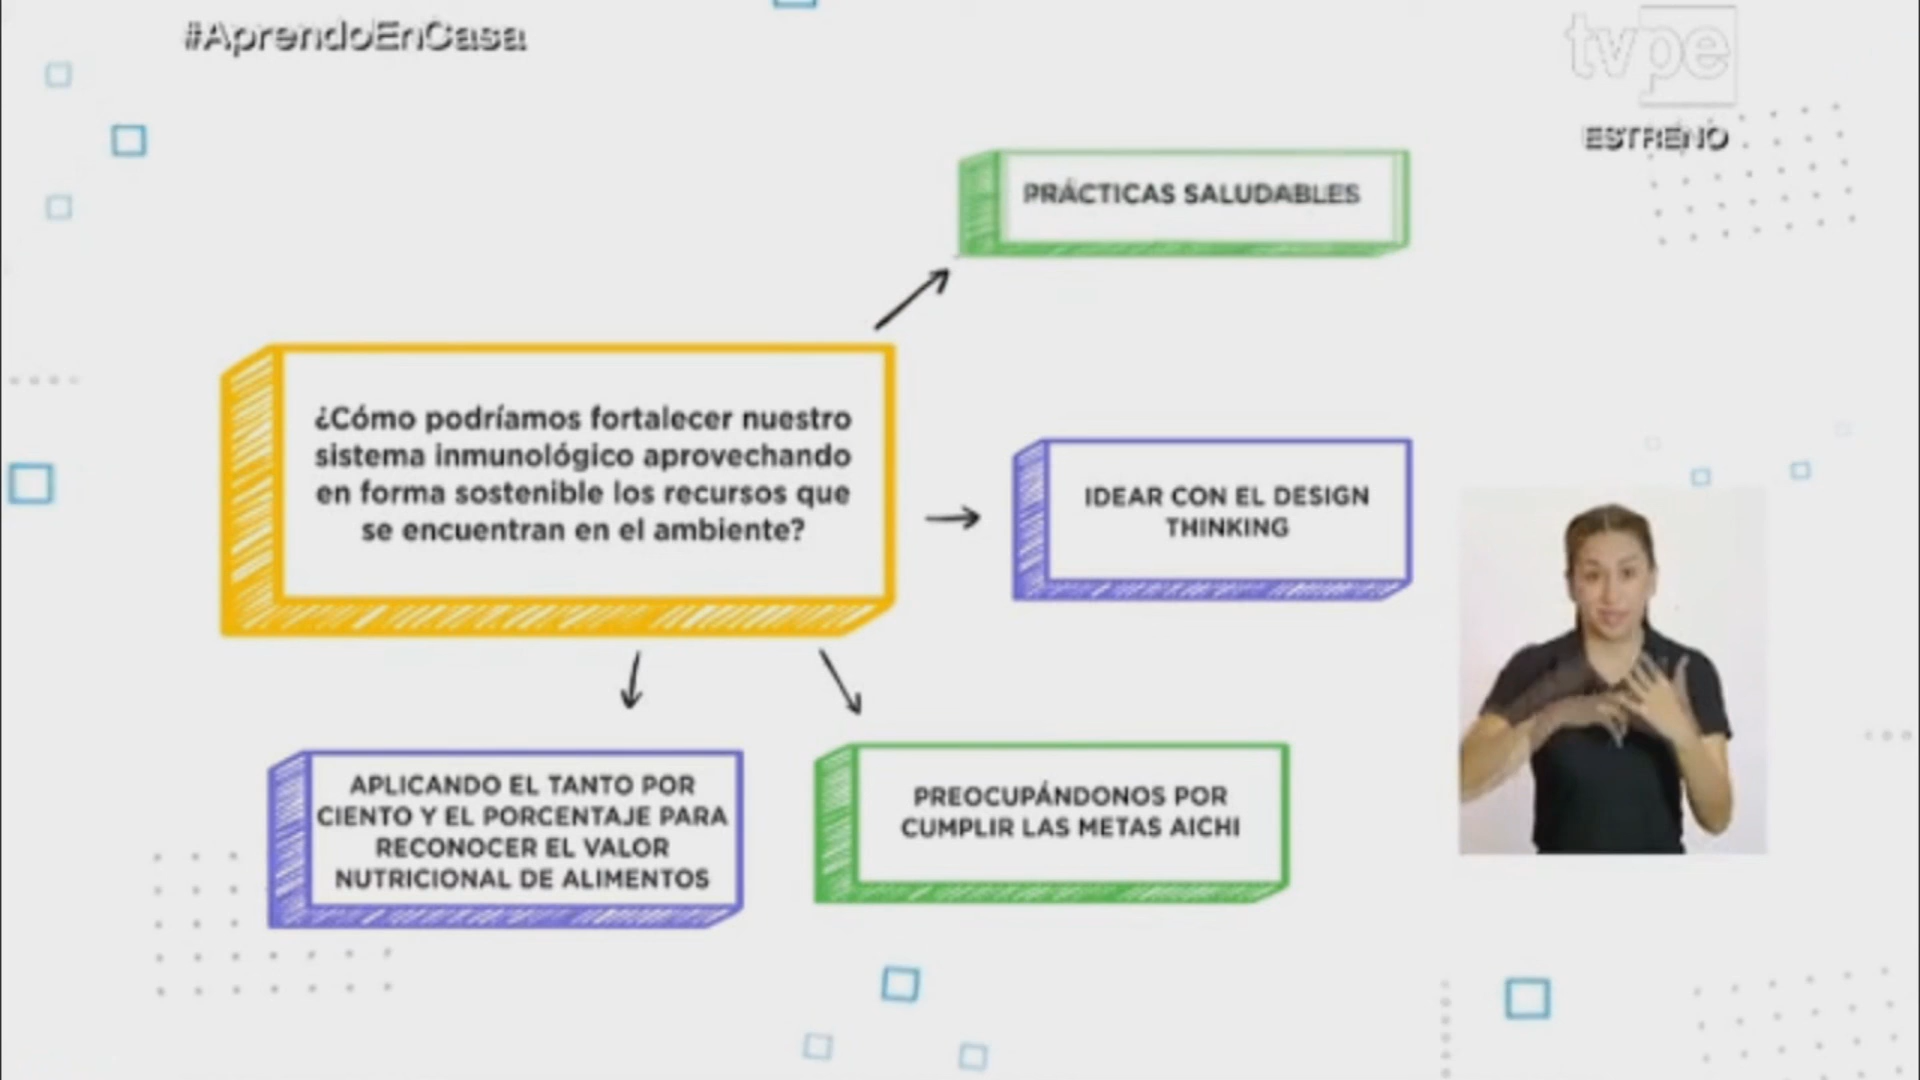 #AprendoEnCasa
tvpe
ESTRENO
PRÁCTICAS SALUDABLES
¿Cómo podríamos fortalecer nuestro
sistema inmunológico aprovechando
en forma sostenible los recursos que
se encuentran en el ambiente?
IDEAR CON EL DESIGN
THINKING
APLICANDO EL TANTO POR
CIENTO Y EL PORCENTAJE PARA
RECONOCER EL VALOR
NUTRICIONAL DE ALIMENTOS
PREOCUPÁNDONOS POR
CUMPLIR LAS METAS AICHI